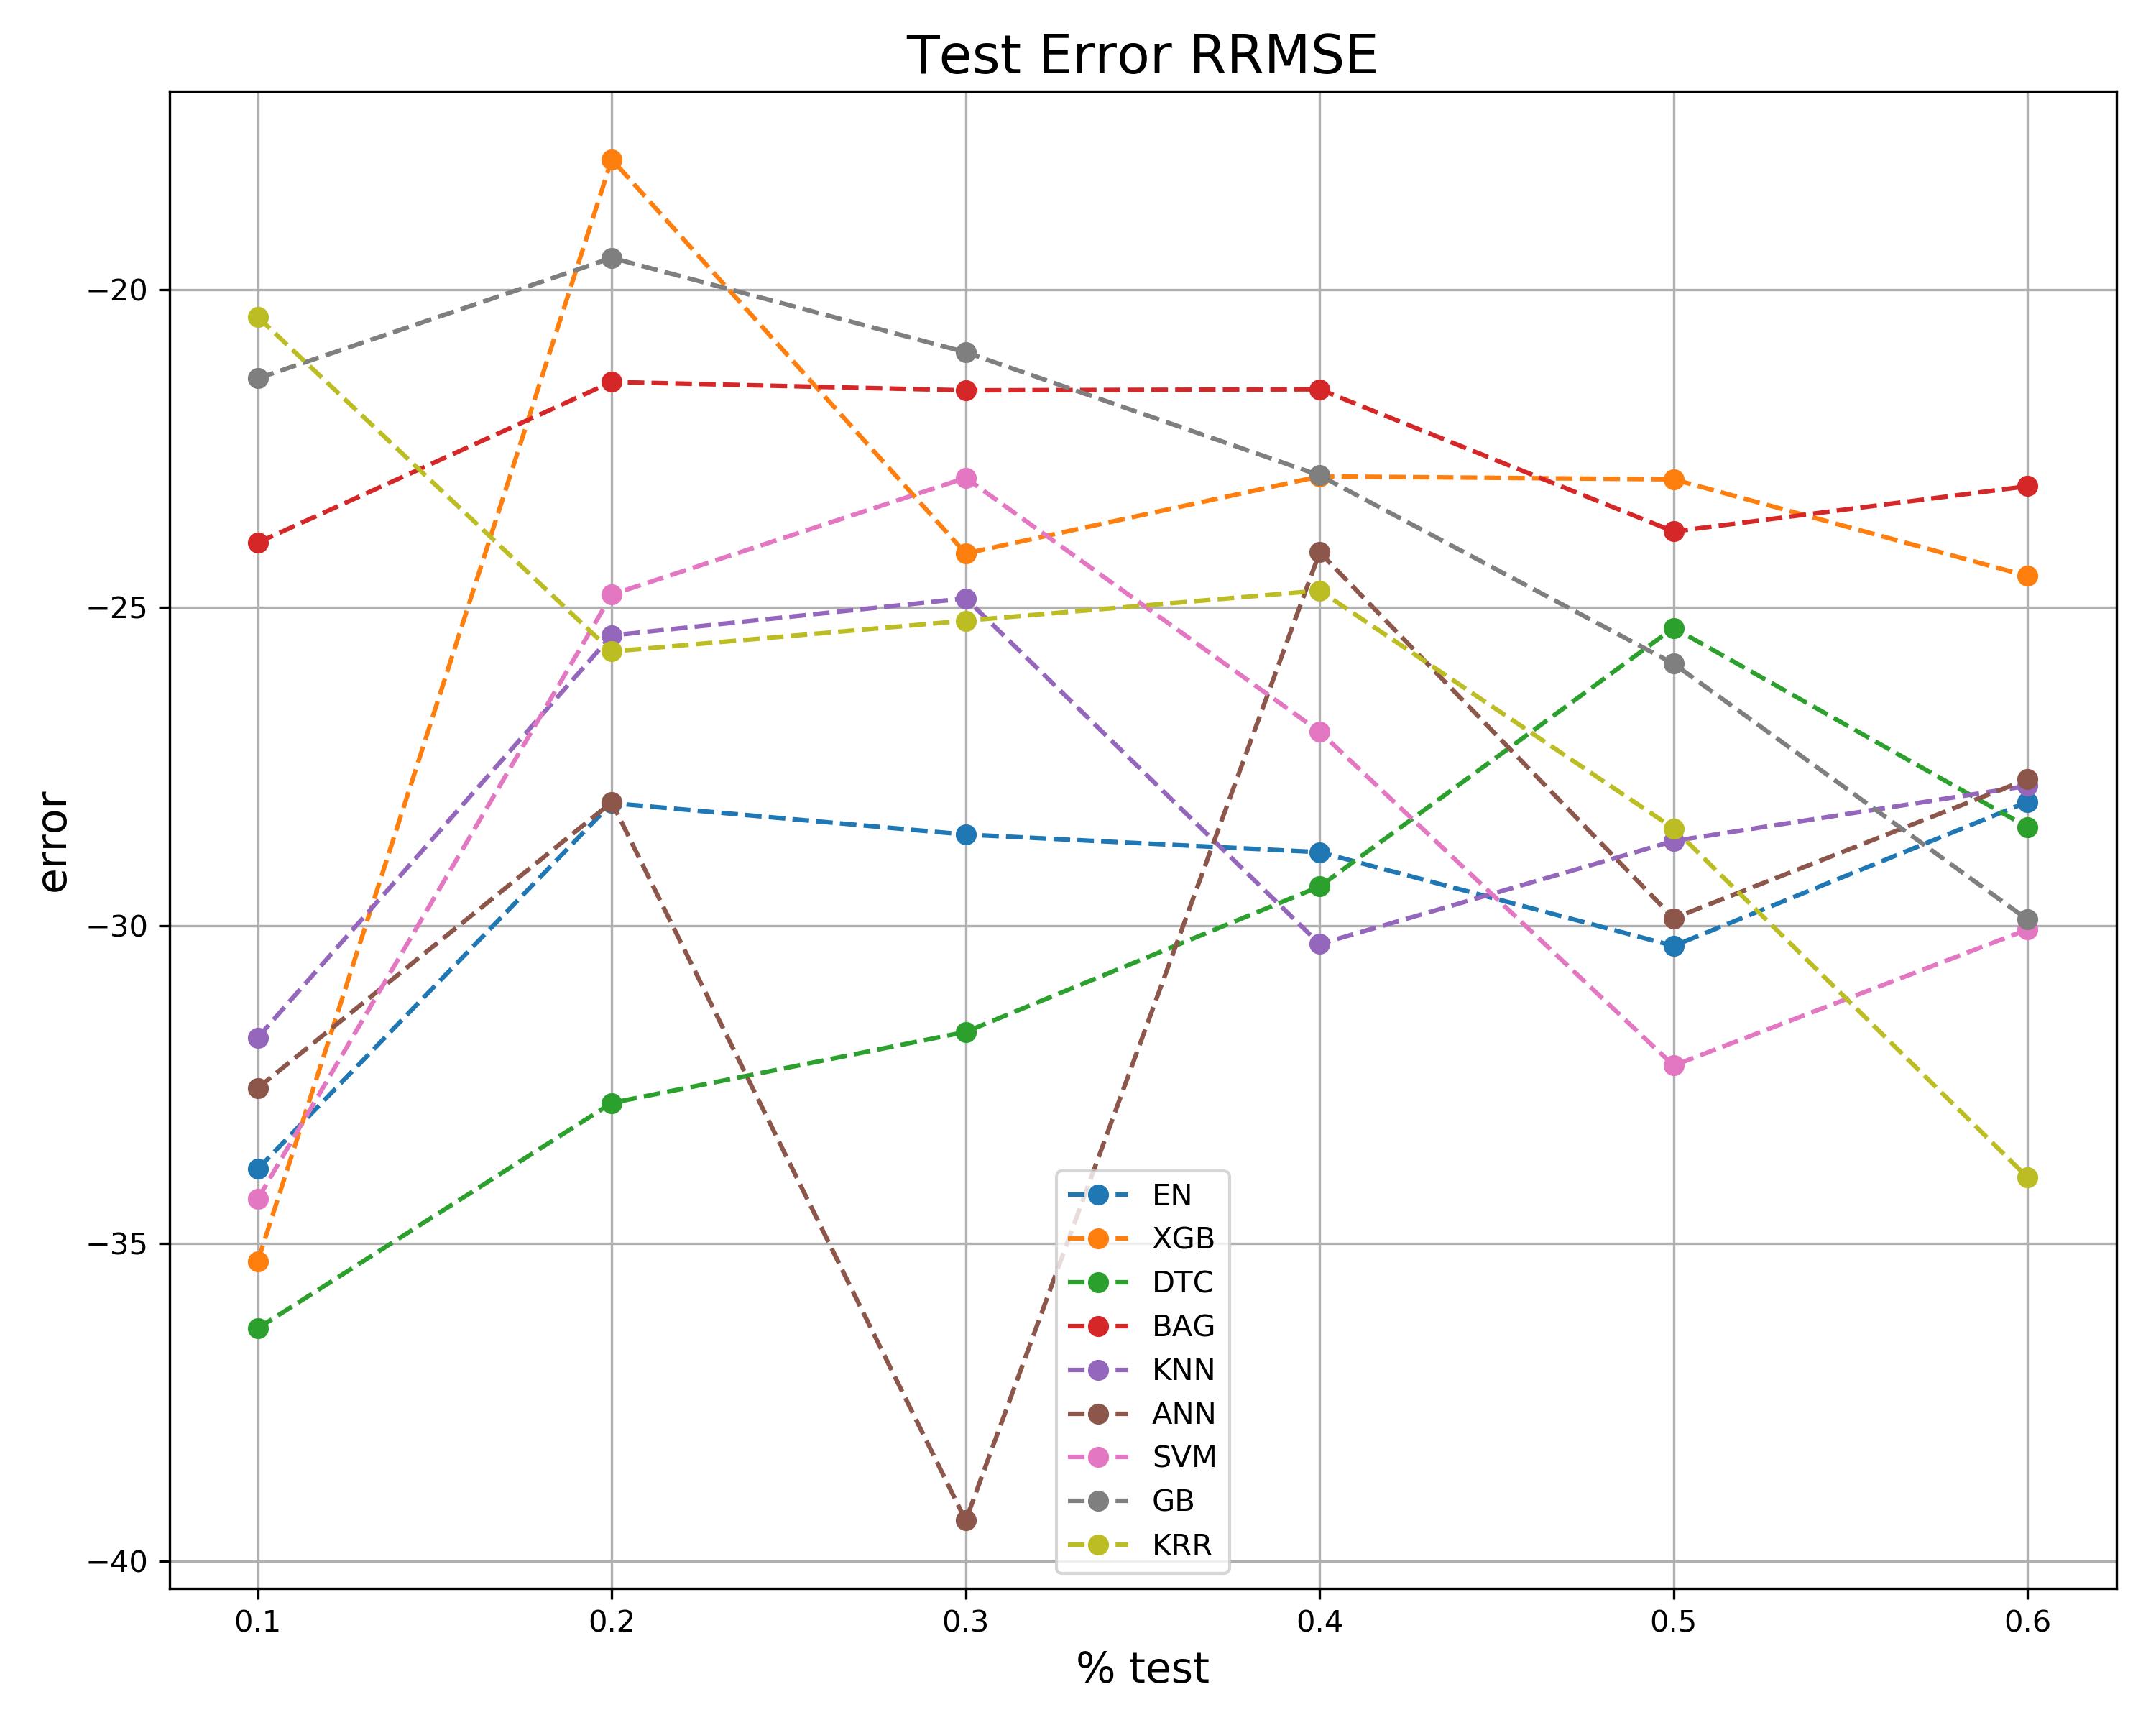 Test Error RRMSE
error
−20
−25
−30
−35
−40
EN
XGB
DTC
BAG
KNN
ANN
SVM
GB
KRR
0.1 0.2 0.3 0.4 0.5 0.6
% test